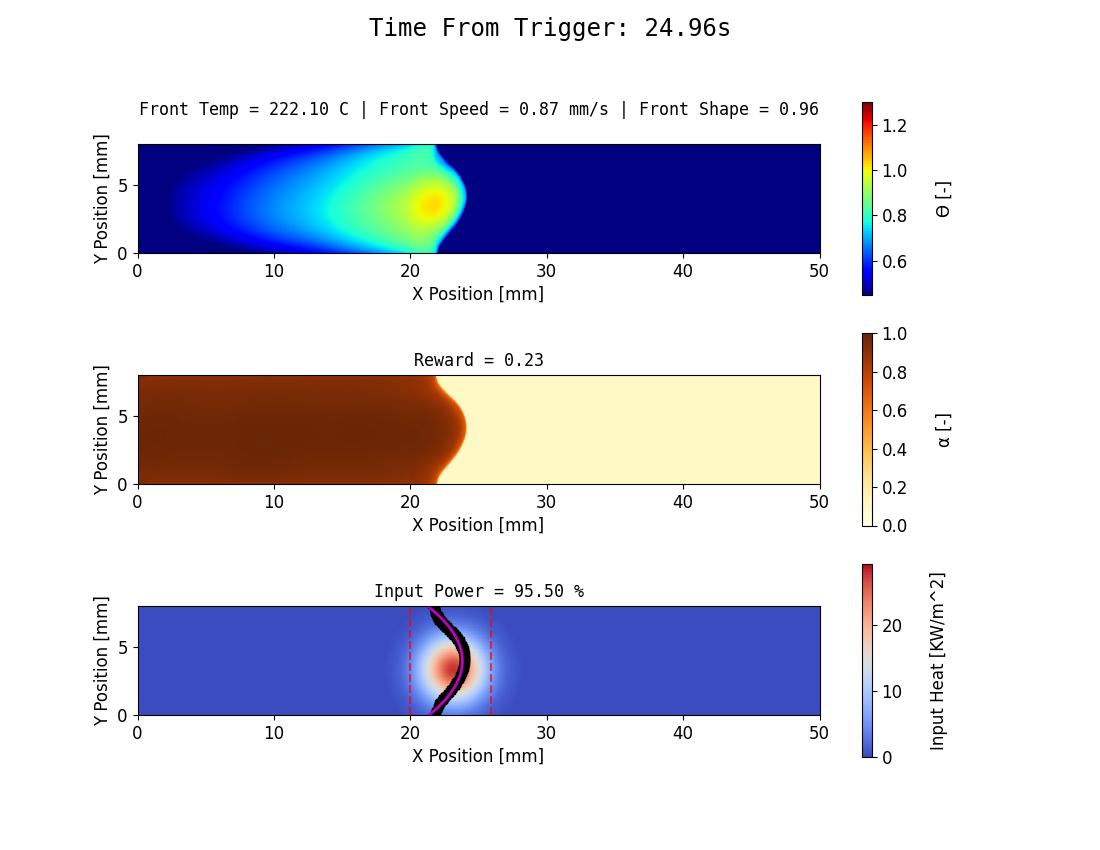 Time From Trigger: 24.96s
Front Temp = 222.10 C | Front Speed = 0.87 mm/s | Front Shape = 0.96
Y Position [mm]
5
0
0 10 20 30 40 50
X Position [mm]
1.2
1.0
0.8
0.6
Θ [-]
Reward = 0.23
Y Position [mm]
5
0
0 10 20 30 40 50
X Position [mm]
1.0
0.8
0.6
0.4
0.2
0.0
α [-]
Input Power = 95.50 %
Y Position [mm]
5
0
0 10 20 30 40 50
X Position [mm]
20
10
0
Input Heat [KW/m^2]